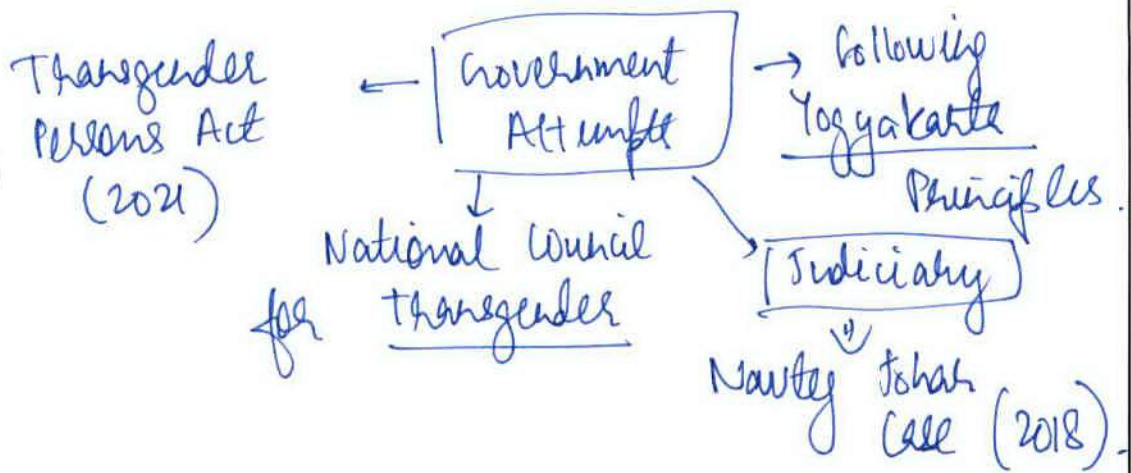 Transgender
Persons Act
(2021)
←
Government
Attempts
→ Following
Yogyakarta
Principles.
↓
National Council
for transgender
Judiciary
⇓
Navtej Johar
Case (2018).